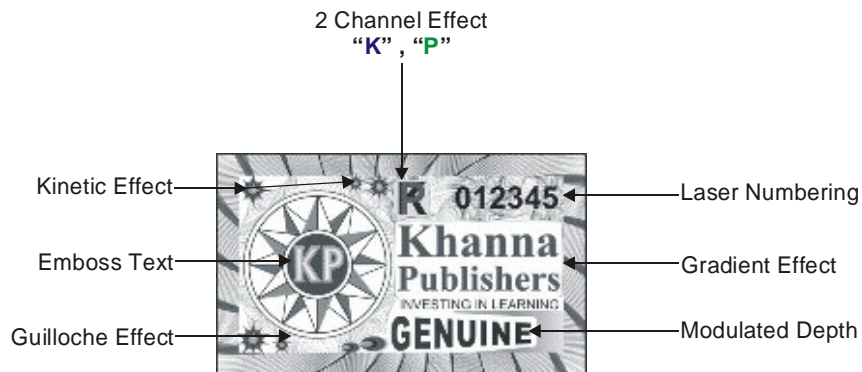 2 Channel Effect
“K” , “P”
Kinetic Effect
K 012345
Laser Numbering
Emboss Text
KP
Khanna
Publishers
INVESTING IN LEARNING
Gradient Effect
Guilloche Effect
GENUINE
Modulated Depth